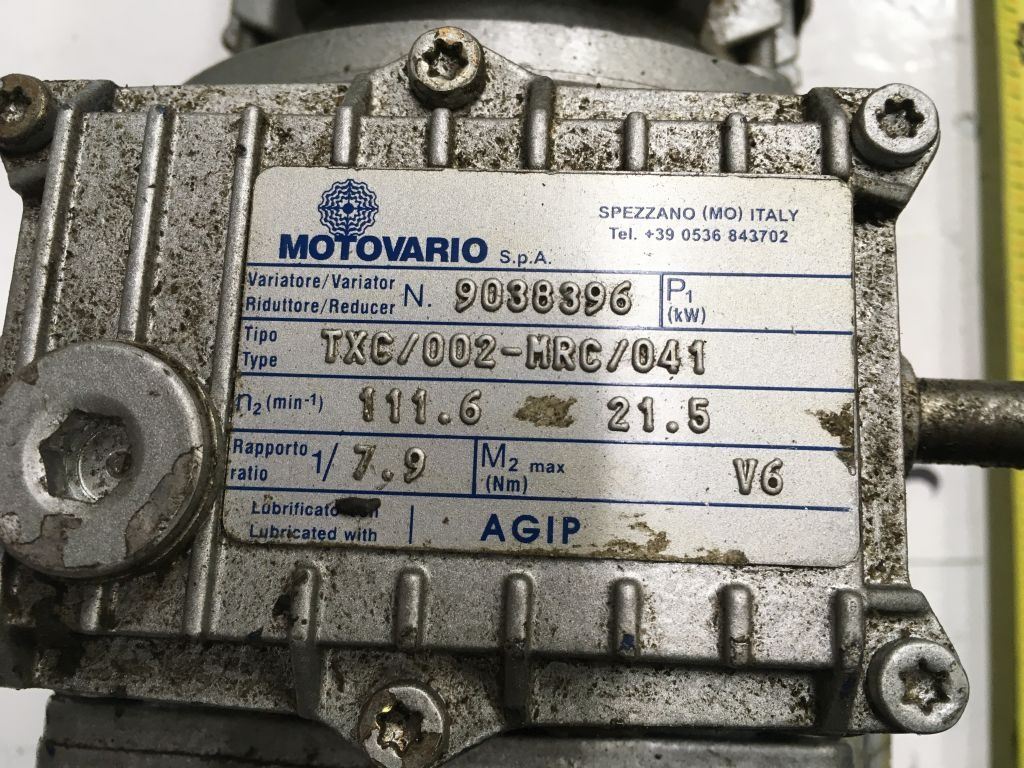 MOTOVARIO S.p.A.
SPEZZANO (MO) ITALY
Tel. +39 0536 843702
Variatore/Variator
Riduttore/Reducer N. 9038396 P1 (kW)
Tipo
Type TXC/002-MRC/041
n2 (min-1) 111.6 21.5
Rapporto
ratio 1/ 7.9 M2 max (Nm) V6
Lubrificato
Lubricated with AGIP